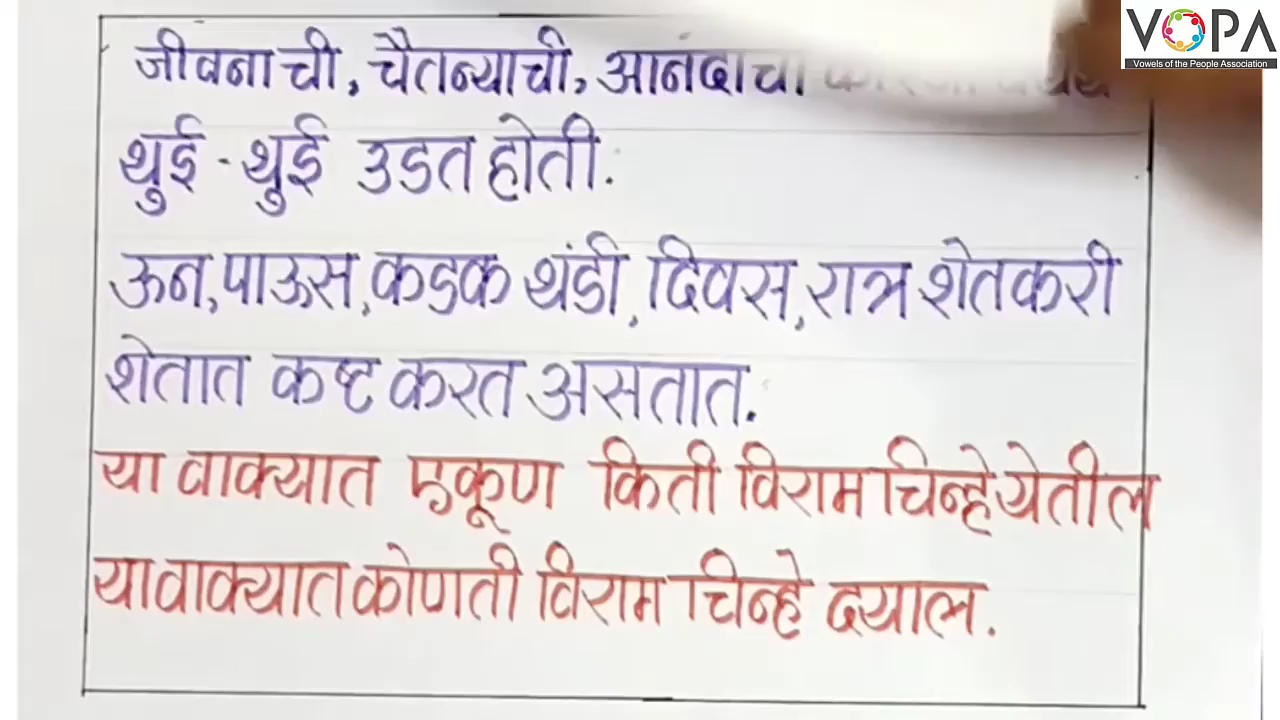 VOPA
Vowels of the People Association
जीवनाची, चैतन्याची, आनंदाची
थुई - थुई उडत होती.
ऊन, पाऊस, कडक थंडी, दिवस, रात्र शेतकरी
शेतात कष्ट करत असतात.
या वाक्यात एकूण किती विराम चिन्हे येतील
या वाक्यात कोणती विराम चिन्हे दयाल.